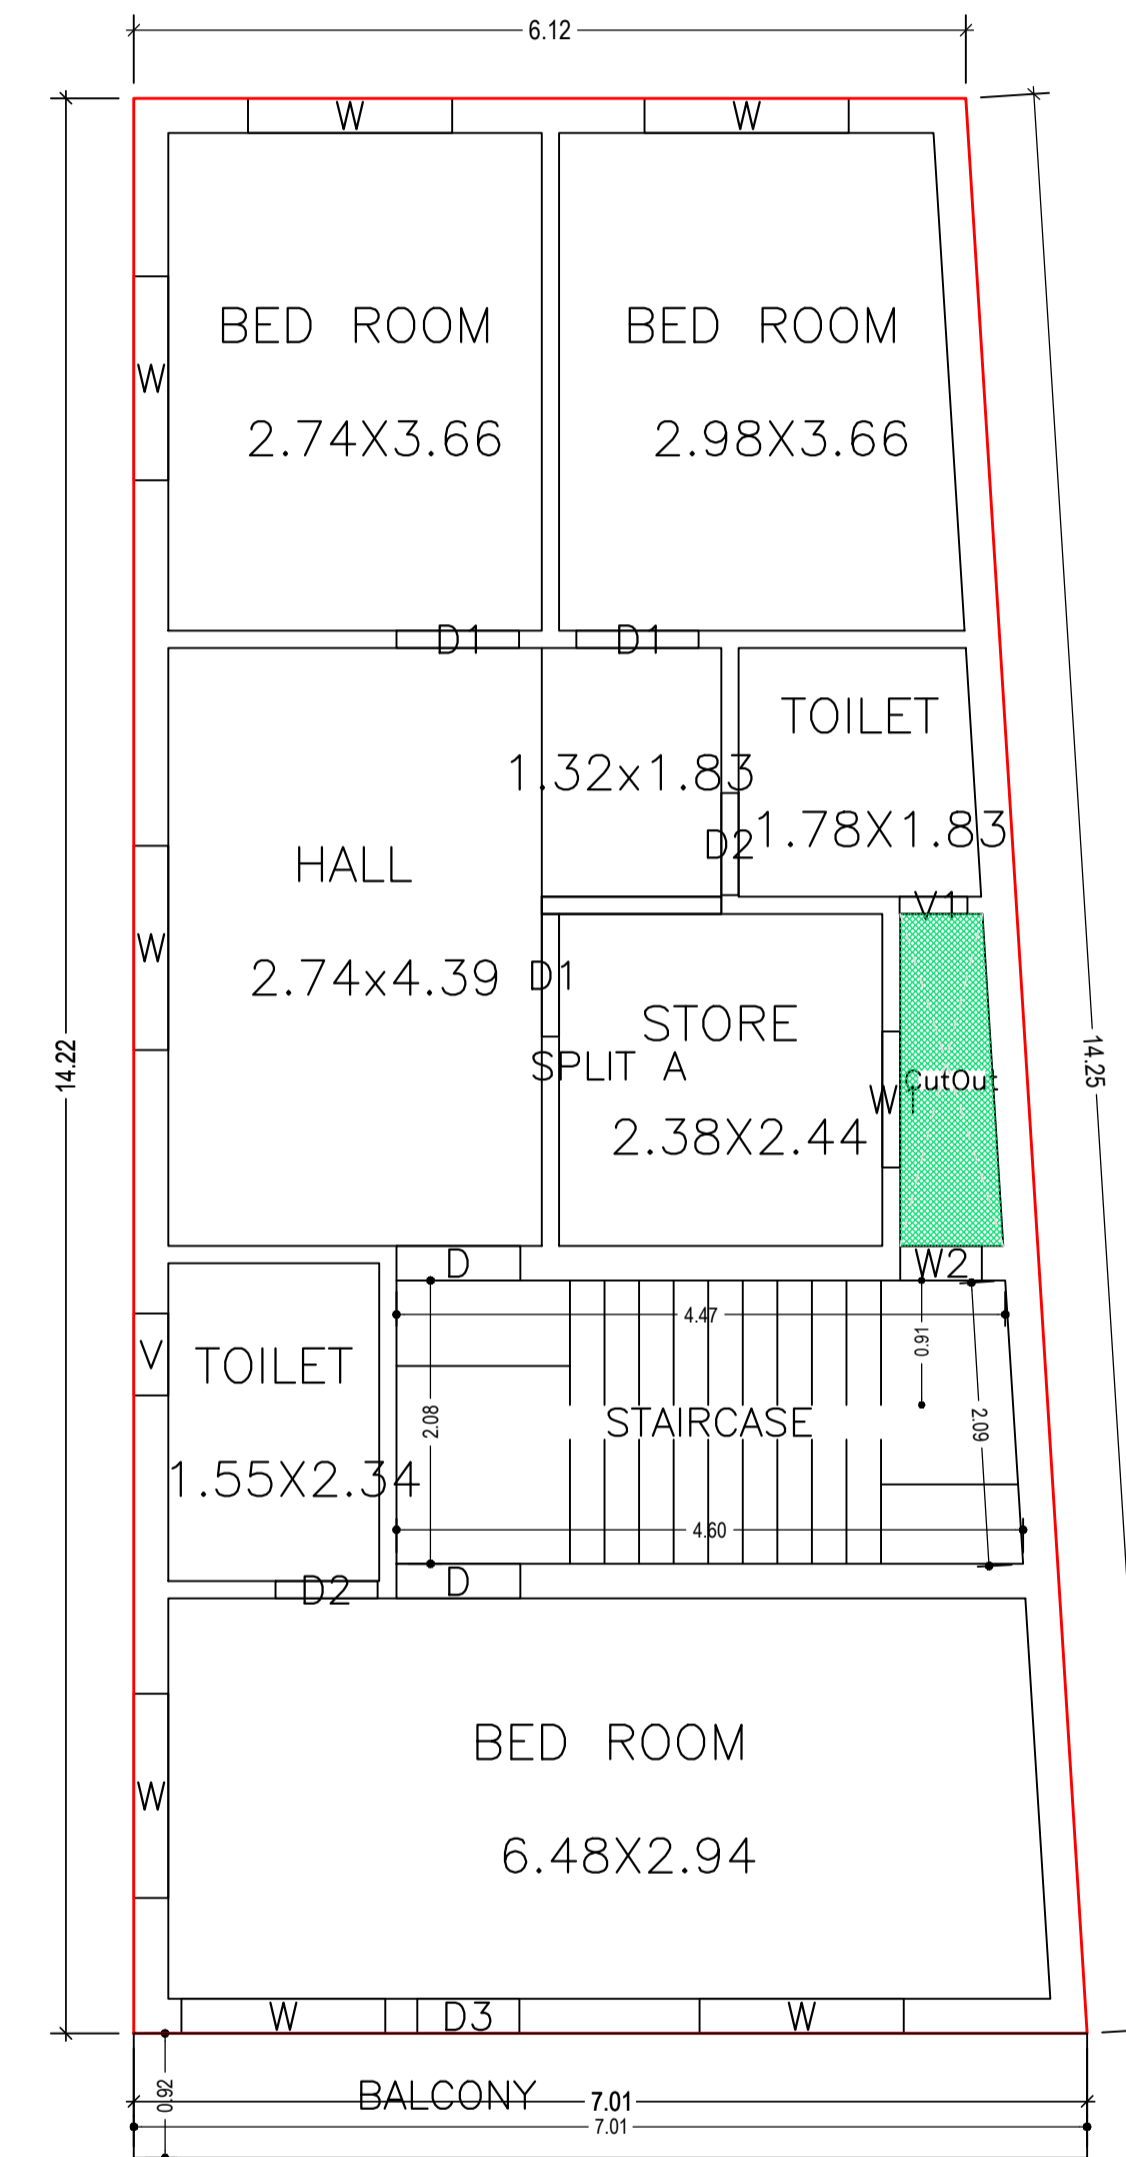 6.12
W
W
W
BED ROOM
BED ROOM
2.74X3.66
2.98X3.66
D1
D1
TOILET
1.32x1.83
D2
1.78X1.83
HALL
V1
W
2.74x4.39
D1
STORE
SPLIT A
14.22
14.25
CutOut
W1
2.38X2.44
D
W2
4.47
0.91
V
TOILET
2.08
STAIRCASE
2.09
1.55X2.34
4.60
D2
D
BED ROOM
W
6.48X2.94
W
D3
W
0.92
BALCONY
7.01
7.01